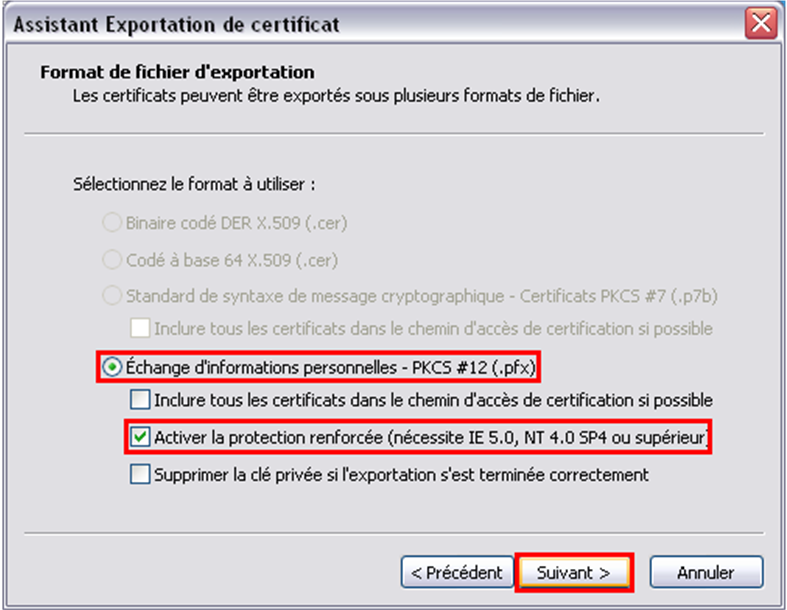 Assistant Exportation de certificat
Format de fichier d'exportation
Les certificats peuvent être exportés sous plusieurs formats de fichier.
Sélectionnez le format à utiliser :
Binaire codé DER X.509 (.cer)
Codé à base 64 X.509 (.cer)
Standard de syntaxe de message cryptographique - Certificats PKCS #7 (.p7b)
Inclure tous les certificats dans le chemin d'accès de certification si possible
Échange d'informations personnelles - PKCS #12 (.pfx)
Inclure tous les certificats dans le chemin d'accès de certification si possible
Activer la protection renforcée (nécessite IE 5.0, NT 4.0 SP4 ou supérieur)
Supprimer la clé privée si l'exportation s'est terminée correctement
< Précédent Suivant > Annuler